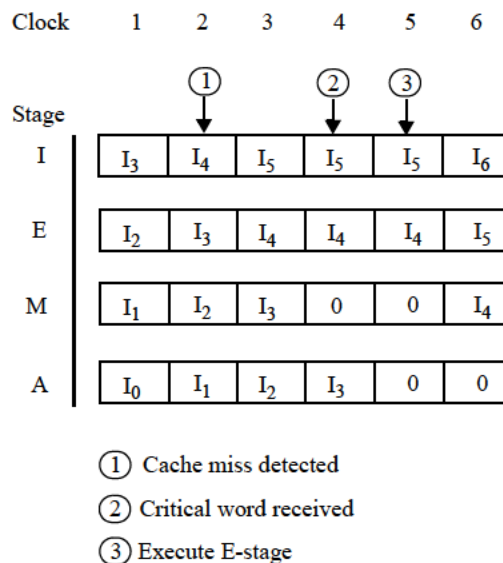 Clock 1 2 3 4 5 6
1 2 3
Stage
I I3 I4 I5 I5 I5 I6
E I2 I3 I4 I4 I4 I5
M I1 I2 I3 0 0 I4
A I0 I1 I2 I3 0 0
1 Cache miss detected
2 Critical word received
3 Execute E-stage